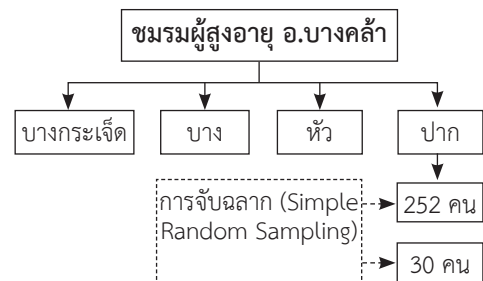 ชมรมผู้สูงอายุ อ.บางคล้า
บางกระเจ็ด บาง หัว ปาก
การจับฉลาก (Simple Random Sampling)
252 คน
30 คน